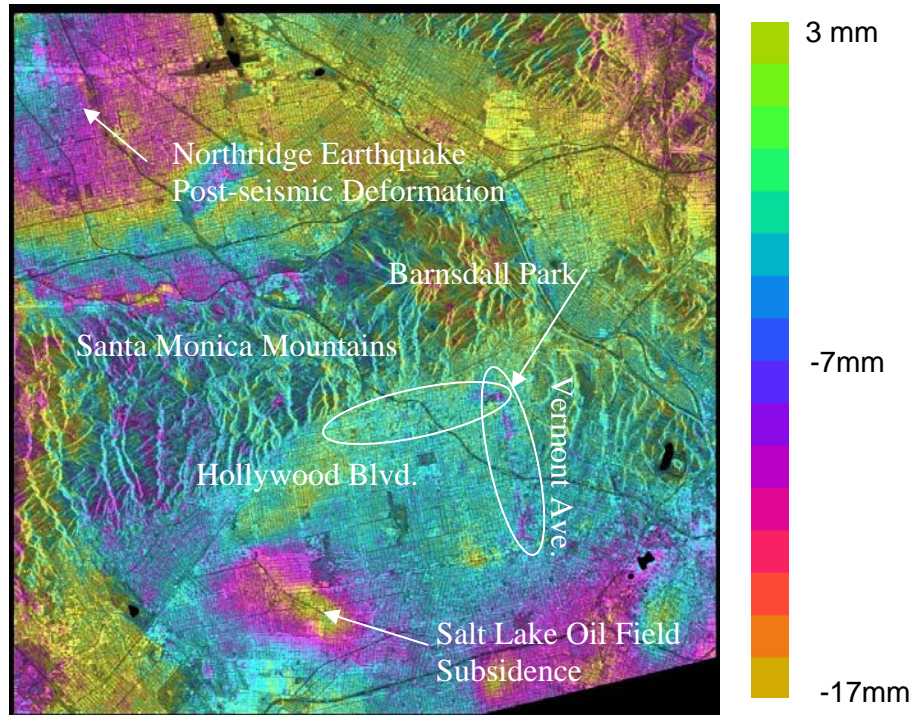 3 mm
Northridge Earthquake
Post-seismic Deformation
Barnsdall Park
Santa Monica Mountains
-7mm
Vermont Ave.
Hollywood Blvd.
Salt Lake Oil Field
Subsidence
-17mm